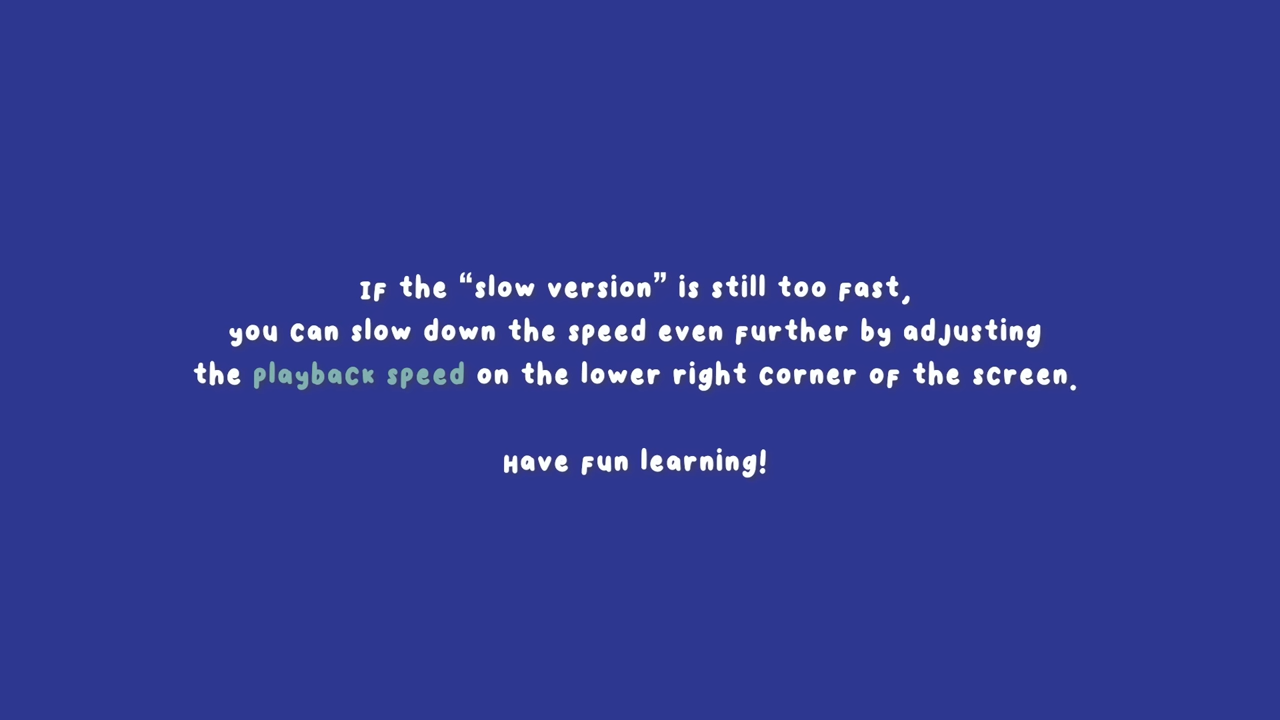 If the “slow version” is still too fast,
you can slow down the speed even further by adjusting
the playback speed on the lower right corner of the screen.
Have fun learning!